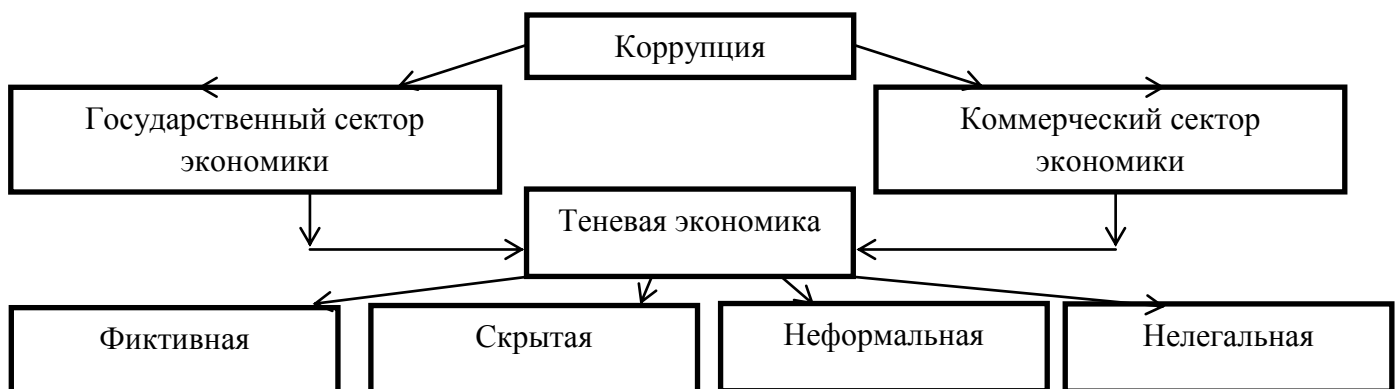 Коррупция
Государственный сектор
экономики
Коммерческий сектор
экономики
Теневая экономика
Фиктивная
Скрытая
Неформальная
Нелегальная